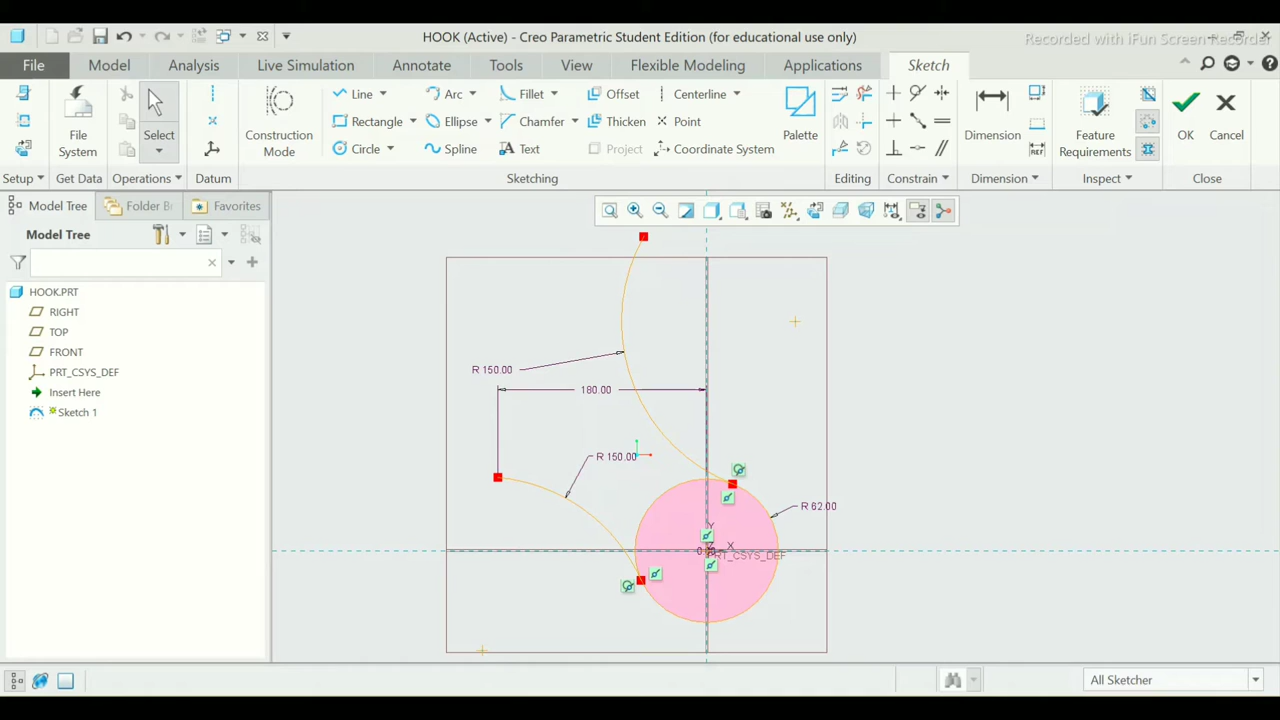 HOOK (Active) - Creo Parametric Student Edition (for educational use only)
Recorded with iFun Screen Recorder
File Model Analysis Live Simulation Annotate Tools View Flexible Modeling Applications Sketch
File System
Select
Construction Mode
Line Arc Fillet Offset Centerline
Rectangle Ellipse Chamfer Thicken Point
Circle Spline Text Project Coordinate System
Palette
Dimension
REF
Feature Requirements
OK Cancel
Setup Get Data Operations Datum Sketching Editing Constrain Dimension Inspect Close
Model Tree Folder B Favorites
Model Tree
HOOK.PRT
RIGHT
TOP
FRONT
PRT_CSYS_DEF
Insert Here
Sketch 1
R 150.00
180.00
R 150.00
R 62.00
Y
X
PRT_CSYS_DEF
All Sketcher